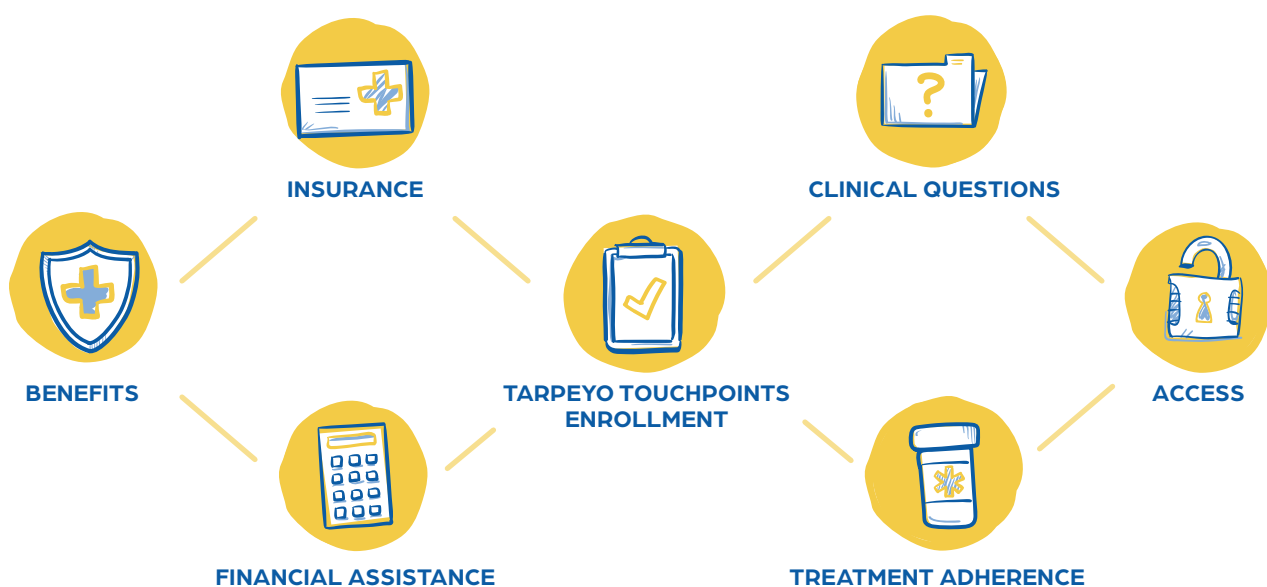 INSURANCE
CLINICAL QUESTIONS
BENEFITS
TARPEYO TOUCHPOINTS
ENROLLMENT
ACCESS
FINANCIAL ASSISTANCE
TREATMENT ADHERENCE
?